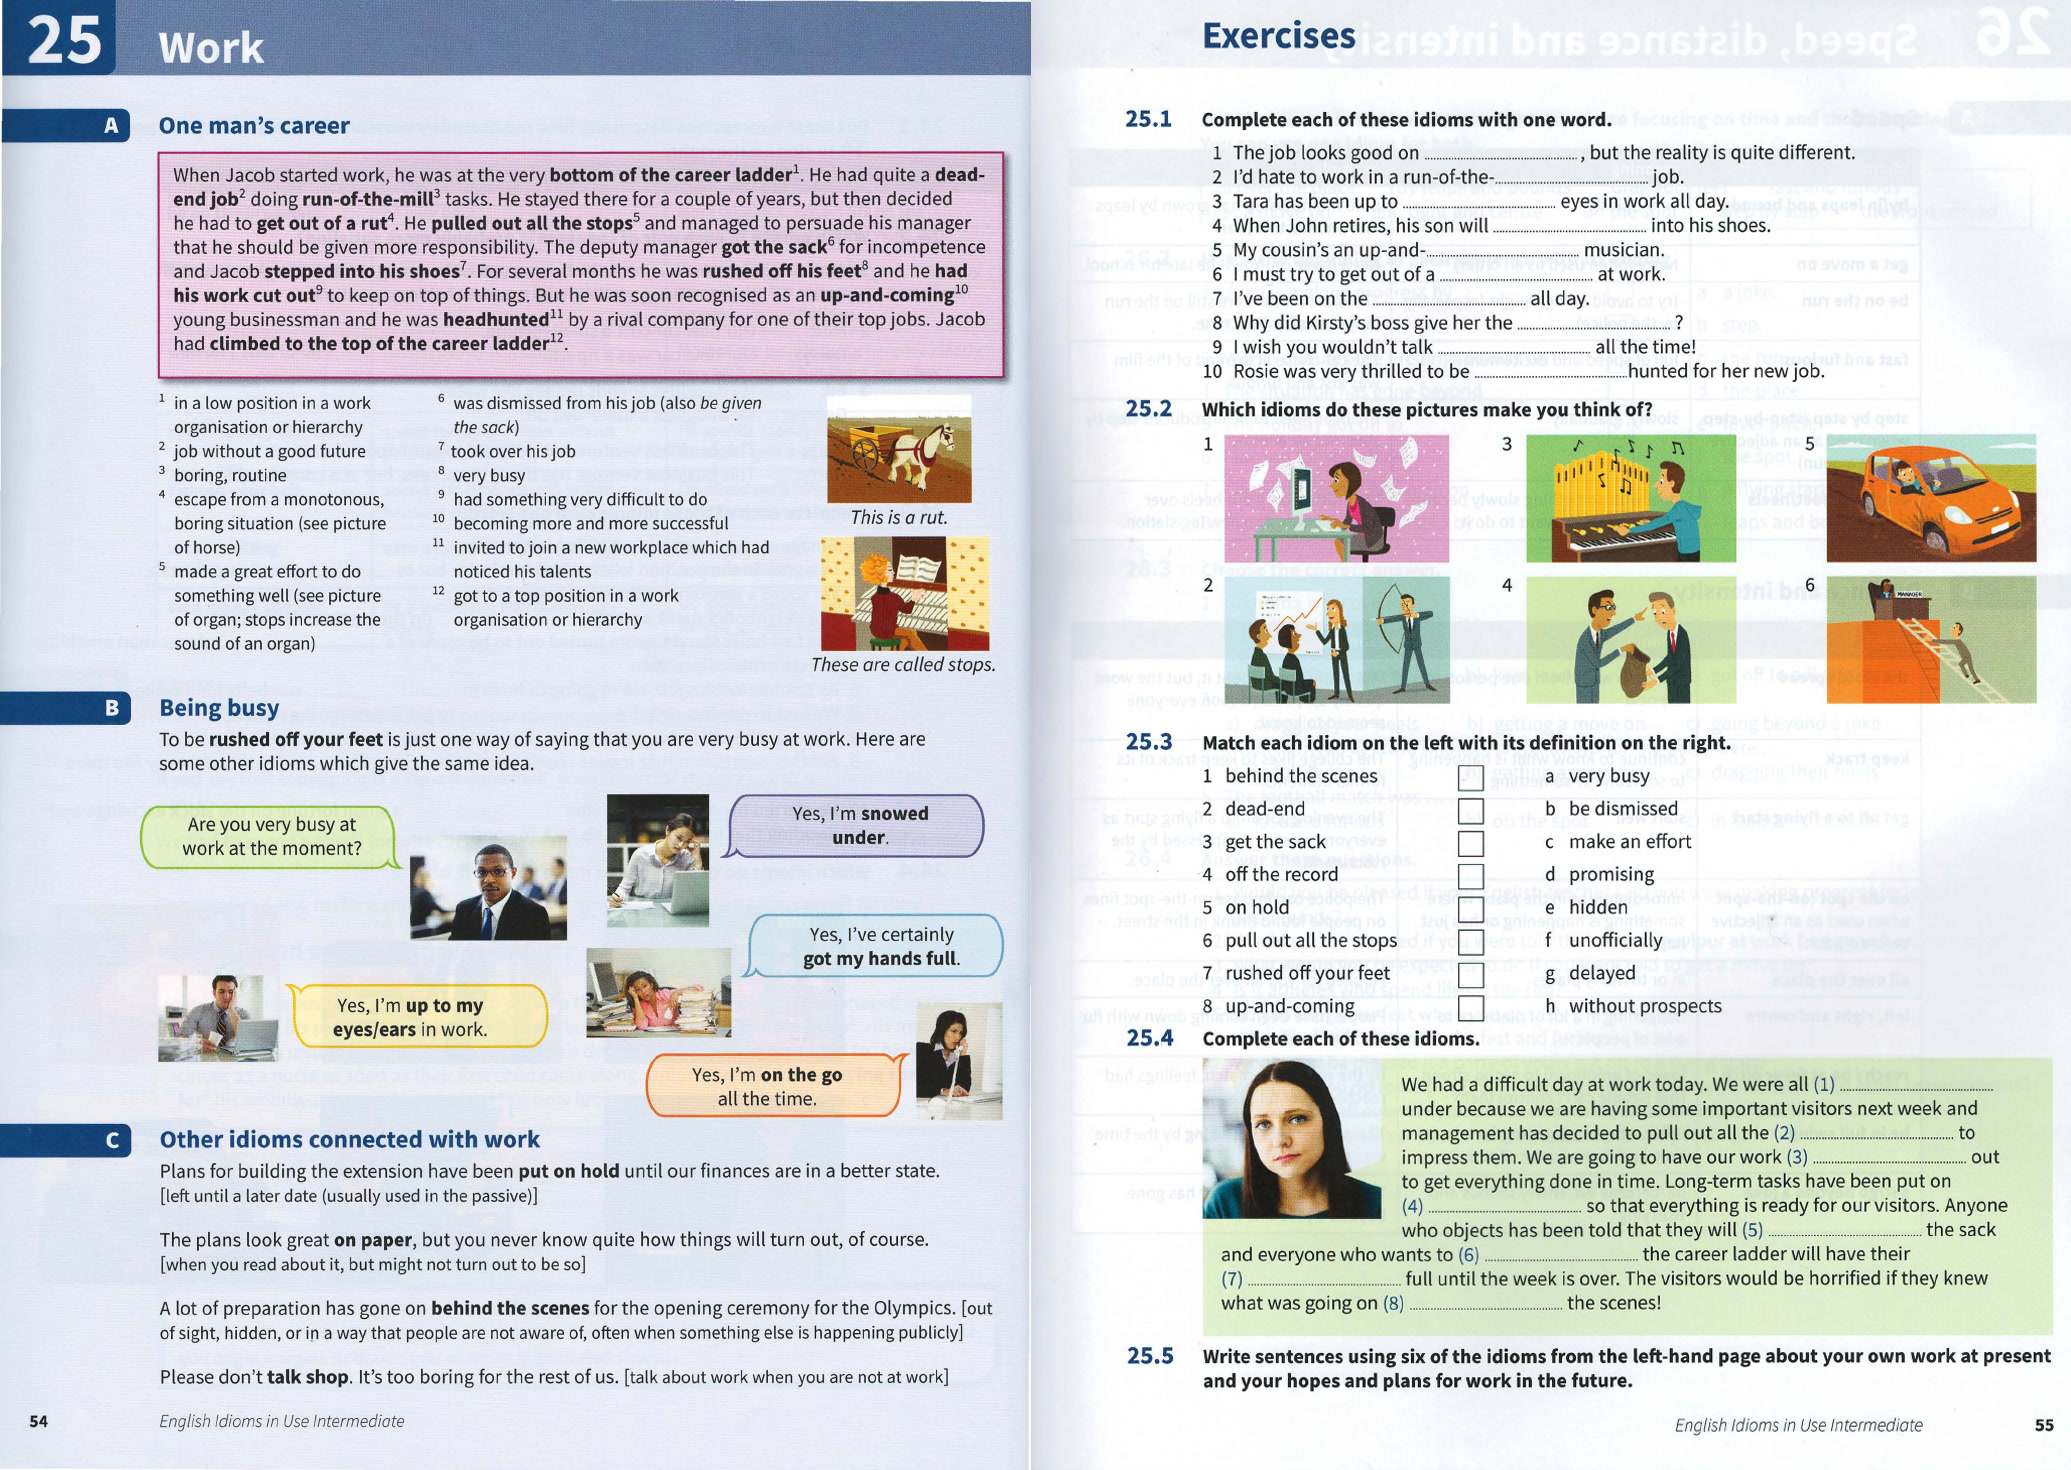 25
Work
A
One man's career
When Jacob started work, he was at the very bottom of the career ladder1. He had quite a dead-
end job2 doing run-of-the-mill3 tasks. He stayed there for a couple of years, but then decided
he had to get out of a rut4. He pulled out all the stops5 and managed to persuade his manager
that he should be given more responsibility. The deputy manager got the sack6 for incompetence
and Jacob stepped into his shoes7. For several months he was rushed off his feet8 and he had
his work cut out9 to keep on top of things. But he was soon recognised as an up-and-coming10
young businessman and he was headhunted11 by a rival company for one of their top jobs. Jacob
had climbed to the top of the career ladder12.
1 in a low position in a work
organisation or hierarchy
2 job without a good future
3 boring, routine
4 escape from a monotonous,
boring situation (see picture
of horse)
5 made a great effort to do
something well (see picture
of organ; stops increase the
sound of an organ)
6 was dismissed from his job (also be given
the sack)
7 took over his job
8 very busy
9 had something very difficult to do
10 becoming more and more successful
11 invited to join a new workplace which had
noticed his talents
12 got to a top position in a work
organisation or hierarchy
This is a rut.
These are called stops.
B
Being busy
To be rushed off your feet is just one way of saying that you are very busy at work. Here are
some other idioms which give the same idea.
Are you very busy at
work at the moment?
Yes, I'm snowed
under.
Yes, I've certainly
got my hands full.
Yes, I'm up to my
eyes/ears in work.
Yes, I'm on the go
all the time.
C
Other idioms connected with work
Plans for building the extension have been put on hold until our finances are in a better state.
[left until a later date (usually used in the passive)]
The plans look great on paper, but you never know quite how things will turn out, of course.
[when you read about it, but might not turn out to be so]
A lot of preparation has gone on behind the scenes for the opening ceremony for the Olympics. [out
of sight, hidden, or in a way that people are not aware of, often when something else is happening publicly]
Please don't talk shop. It's too boring for the rest of us. [talk about work when you are not at work]
54
English Idioms in Use Intermediate
Exercises
25.1 Complete each of these idioms with one word.
1 The job looks good on ........................ , but the reality is quite different.
2 I'd hate to work in a run-of-the-........................ job.
3 Tara has been up to ........................ eyes in work all day.
4 When John retires, his son will ........................ into his shoes.
5 My cousin's an up-and-........................ musician.
6 I must try to get out of a ........................ at work.
7 I've been on the ........................ all day.
8 Why did Kirsty's boss give her the ........................ ?
9 I wish you wouldn't talk ........................ all the time!
10 Rosie was very thrilled to be ........................hunted for her new job.
25.2 Which idioms do these pictures make you think of?
1
3
5
2
4
6
MANAGER
25.3 Match each idiom on the left with its definition on the right.
1 behind the scenes a very busy
2 dead-end b be dismissed
3 get the sack c make an effort
4 off the record d promising
5 on hold e hidden
6 pull out all the stops f unofficially
7 rushed off your feet g delayed
8 up-and-coming h without prospects
25.4 Complete each of these idioms.
We had a difficult day at work today. We were all (1) ........................
under because we are having some important visitors next week and
management has decided to pull out all the (2) ........................ to
impress them. We are going to have our work (3) ........................ out
to get everything done in time. Long-term tasks have been put on
(4) ........................ so that everything is ready for our visitors. Anyone
who objects has been told that they will (5) ........................ the sack
and everyone who wants to (6) ........................ the career ladder will have their
(7) ........................ full until the week is over. The visitors would be horrified if they knew
what was going on (8) ........................ the scenes!
25.5 Write sentences using six of the idioms from the left-hand page about your own work at present
and your hopes and plans for work in the future.
English Idioms in Use Intermediate
55